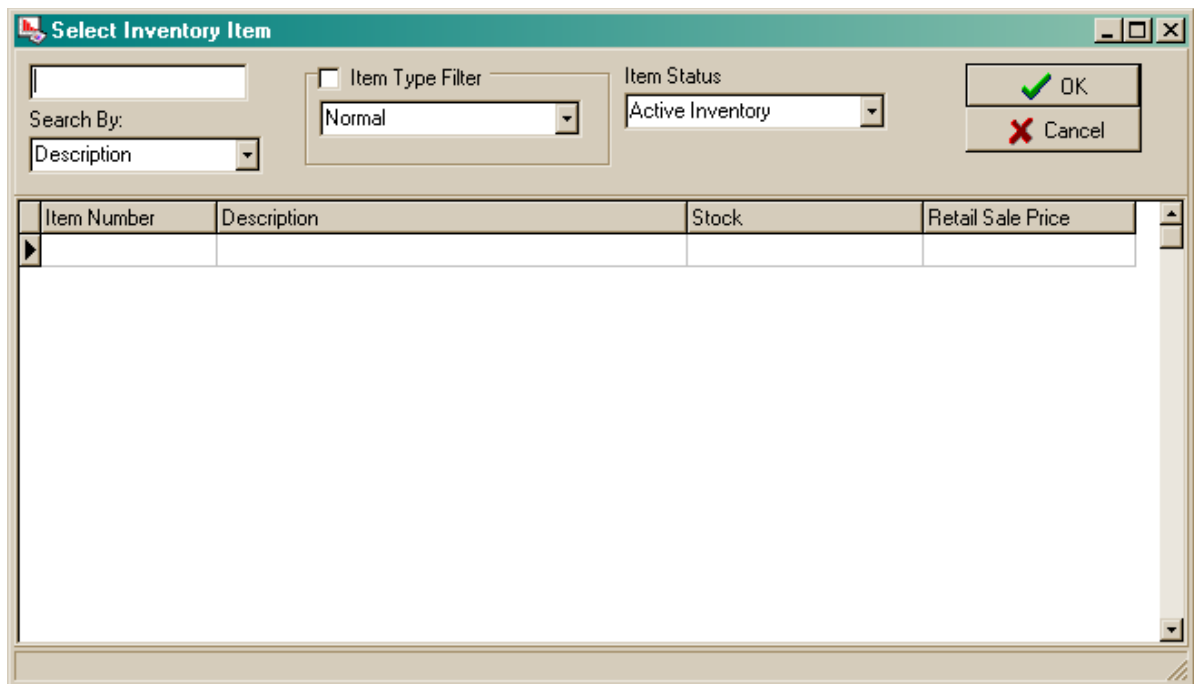 Select Inventory Item
Item Type Filter
Item Status
OK
Normal
Active Inventory
Search By:
Cancel
Description
Item Number Description Stock Retail Sale Price